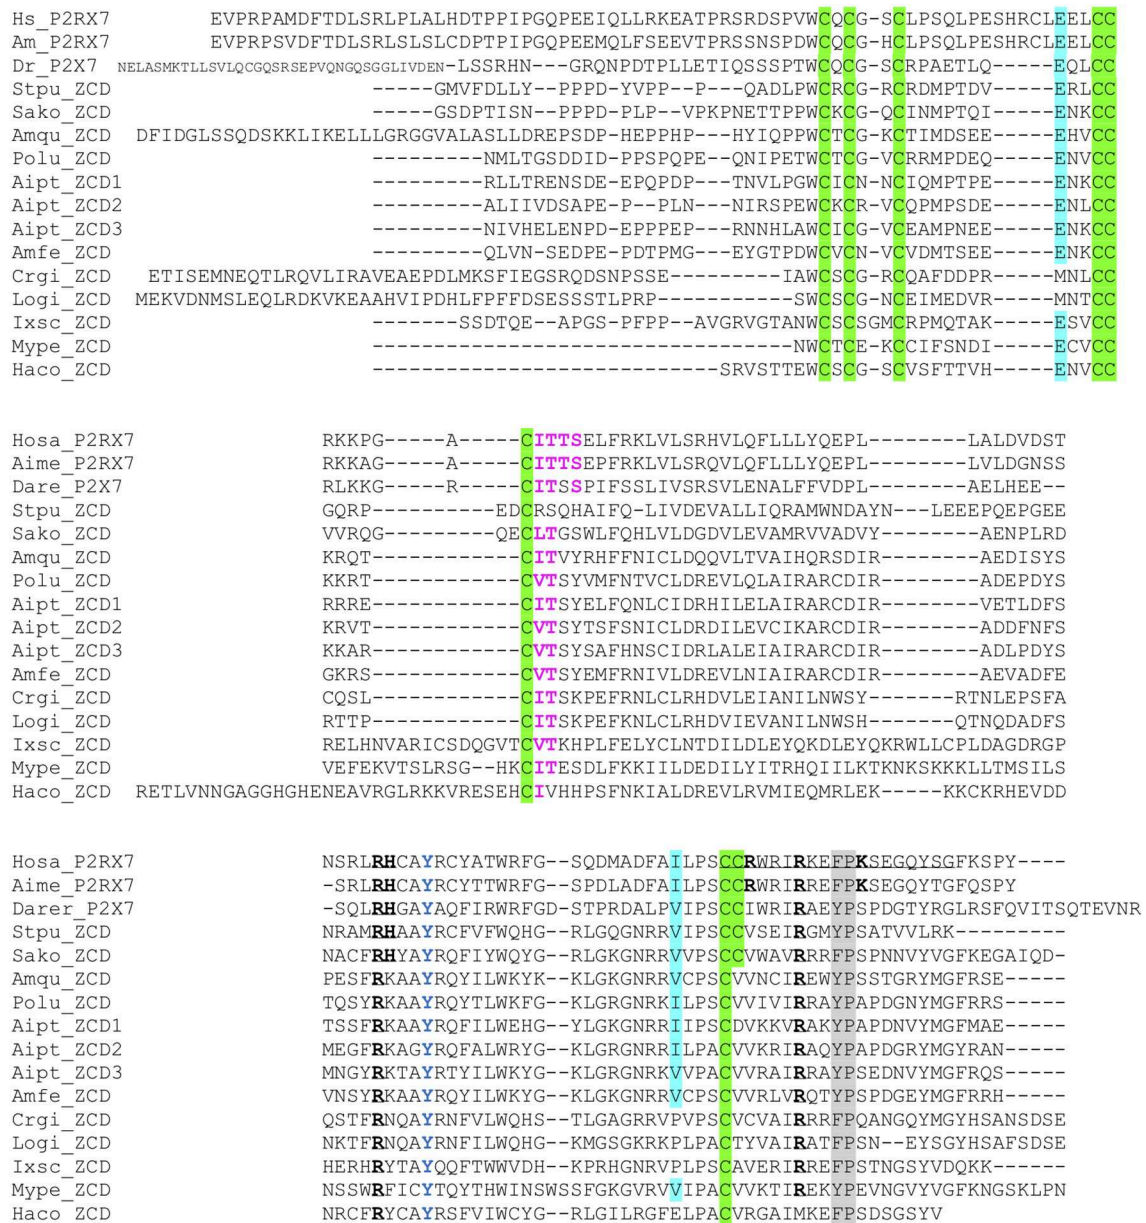 Hs_P2RX7 EVPRPAMDFTDLSRLPLALHDTPPIPGQPEEIQLLRKEATPRSRDSPVWCQCG-SCLPSQLPESHRCLEELCC
Am_P2RX7 EVPRPSVDFTDLSRLSLSLCDPTPIPGQPEEMQLFSEEVTPRSSNSPDWCQCG-HCLPSQLPESHRCLEELCC
Dr_P2X7 NELASMKTLLSVLQCGQSRSEPVQNGQSGGLIVDEN-LSSRHN---GRQNPDTPLLETIQSSSPTWCQCG-SCRPAETLQ-----EQLCC
Stpu_ZCD -----GMVFDLLY-PPPD-YVPP--P---QADLPWCRCG-RCRDMPTDV-----ERLCC
Sako_ZCD -----GSDPTISN-PPPD-PLP--VPKPNETTPPWCKCG-QCINMPTQI-----ENKCC
Amqu_ZCD DFIDGLSSQDSKKLIKELLLGRGGVALASLLDREPSDP-HEPPHP---HYIQPPWCTCG-KCTIMDSEE-----EHVCC
Polu_ZCD ---------NMLTGSDDID-PPSPQPE--QNIPETWCTCG-VCRRMPDEQ-----ENVCC
Aipt_ZCD1 ---------RLLTRENSDE-EPQPDP---TNVLPGWCICN-NCIQMPTPE-----ENKCC
Aipt_ZCD2 ---------ALIIVDSAPE-P--PLN---NIRSPEWCKCR-VCQPMPSDE-----ENLCC
Aipt_ZCD3 ---------NIVHELENPD-EPPPEP---RNNHLAWCICG-VCEAMPNEE-----ENKCC
Amfe_ZCD ---------QLVN-SEDPE-PDTPMG---EYGTPDWCVCN-VCVDMTSEE-----ENKCC
Crgi_ZCD ETISEMNEQTLRQVLIRAVEAEPDLMKSFIEGSRQDSNPSSE---------IAWCSCG-RCQAFDDPR-----MNLCC
Logi_ZCD MEKVDNMSLEQLRDKVKEAAHVIPDHLFPFFDSESSSTLPRP---------SWCSCG-NCEIMEDVR-----MNTCC
Ixsc_ZCD -------SSDTQE--APGS-PFPP--AVGRVGTANWCSCSGMCRPMQTAK-----ESVCC
Mype_ZCD ----------------------------------NWCTCE-KCCIFSNDI-----ECVCC
Haco_ZCD ----------------------------SRVSTTEWCSCG-SCVSFTTVH-----ENVCC
Hosa_P2RX7 RKKPG-----A-----CITTSELFRKLVLSRHVLQFLLLYQEPL--------LALDVDST
Aime_P2RX7 RKKAG-----A-----CITTSEPFRKLVLSRQVLQFLLLYQEPL--------LVLDGNSS
Dare_P2X7 RLKKG-----R-----CITSSPIFSSLIVSRSVLENALFFVDPL--------AELHEE--
Stpu_ZCD GQRP----------EDCRSQHAIFQ-LIVDEVALLIQRAMWNDAYN---LEEEPQEPGEE
Sako_ZCD VVRQG---------QECLTGSWLFQHLVLDGDVLEVAMRVVADVY-------AENPLRD
Amqu_ZCD KRQT------------CITVYRHFFNICLDQQVLTVAIHQRSDIR-------AEDISYS
Polu_ZCD KKRT------------CVTSYVMFNTVCLDREVLQLAIRARCDIR-------ADEPDYS
Aipt_ZCD1 RRRE------------CITSYELFQNLCIDRHILELAIRARCDIR-------VETLDFS
Aipt_ZCD2 KRVT------------CVTSYTSFSNICLDRDILEVCIKARCDIR-------ADDFNFS
Aipt_ZCD3 KKAR------------CVTSYSAFHNSCIDRLALEIAIRARCDIR-------ADLPDYS
Amfe_ZCD GKRS------------CVTSYEMFRNIVLDREVLNIAIRARCDIR-------AEVADFE
Crgi_ZCD CQSL------------CITSKPEFRNLCLRHDVLEIANILNWSY-------RTNLEPSFA
Logi_ZCD RTTP------------CITSKPEFKNLCLRHDVIEVANILNWSH-------QTNQDADFS
Ixsc_ZCD RELHNVARICSDQGVTCVTKHPLFELYCLNTDILDLEYQKDLEYQKRWLLCPLDAGDRGP
Mype_ZCD VEFEKVTSLRSG--HKCITESDLFKKIILDEDILYITRHQIILKTKNKSKKKLLTMSILS
Haco_ZCD RETLVNNGAGGHGHENEAVRGLRKKVRESEHCIVHHPSFNKIALDREVLRVMIEQMRLEK-----KKCKRHEVDD
Hosa_P2RX7 NSRLRHCAYRCYATWRFG--SQDMADFAILPSCCRWRIRKEFPKSEGQYSGFKSPY----
Aime_P2RX7 -SRLRHCAYRCYTTWRFG--SPDLADFAILPSCCRWRIRREFPKSEGQYTGFQSPY
Darer_P2X7 -SQLRHGAYAQFIRWRFGD-STPRDALPVIPSCCIWRIRAEYPSPDGTYRGLRSFQVITSQTEVNR
Stpu_ZCD NRAMRHAAYRCFVFWQHG--RLGQGNRRVIPSCCVSEIRGMYPSATVVLRK---------
Sako_ZCD NACFRHYAYRQFIYWQYG--RLGKGNRRVVPSCCVWAVRRRFPSPNNVYVGFKEGAIQD-
Amqu_ZCD PESFRKAAYRQYILWKYK--KLGRGNRRVCPSCVVNCIREWYPSSTGRYMGFRSE-----
Polu_ZCD TQSYRKAAYRQYTLWKFG--KLGRGNRKILPSCVVIVIRRAYPAPDGNYMGFRRS-----
Aipt_ZCD1 TSSFRKAAYRQFILWEHG--YLGKGNRRIIPSCDVKKVRAKYPAPDNVYMGFMAE-----
Aipt_ZCD2 MEGFRKAGYRQFALWRYG--KLGRGNRRILPACVVKRIRAQYPAPDGRYMGYRAN-----
Aipt_ZCD3 MNGYRKTAYRTYILWKYG--KLGRGNRKVVPACVVRAIRRAYPSEDNVYMGFRQS-----
Amfe_ZCD VNSYRKAAYRQYILWKYG--KLGKGNRRVCPSCVVRLVRQTYPSPDGEYMGFRRH-----
Crgi_ZCD QSTFRNQAYRNFVLWQHS--TLGAGRRVPVPSCVCVAIRRRFPQANGQYMGYHSANSDSE
Logi_ZCD NKTFRNQAYRNFILWQHG--KMGSGKRKPLPACTYVAIRATFPSN--EYSGYHSAFSDSE
Ixsc_ZCD HERHRYTAYQQFTWWVDH--KPRHGNRVPLPSCAVERIRREFPSTNGSYVDQKK------
Mype_ZCD NSSWRFICYTQYTHWINSWSSFGKGVRVVIPACVVKTIREKYPEVNGVYVGFKNGSKLPN
Haco_ZCD NRCFRYCAYRSFVIWCYG--RLGILRGFELPACVRGAIMKEFPSDSGSYV